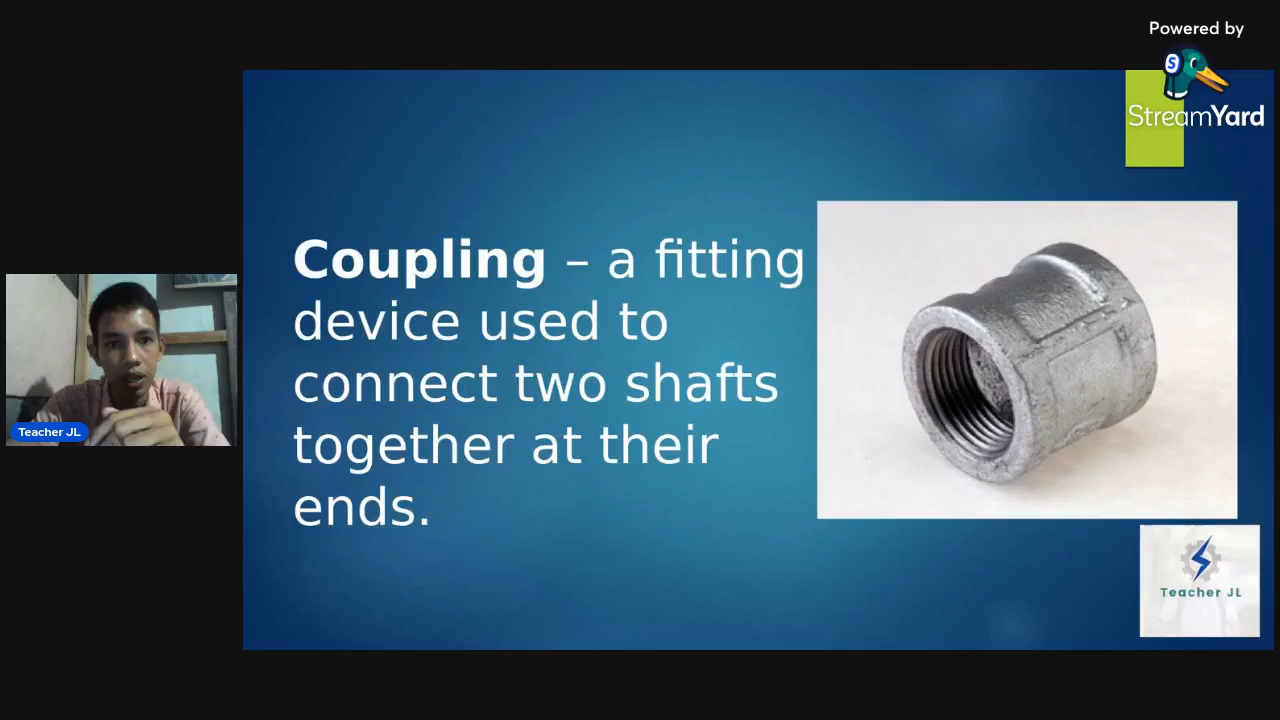 Powered by
StreamYard
Coupling – a fitting
device used to
connect two shafts
together at their
ends.
Teacher JL
Teacher JL